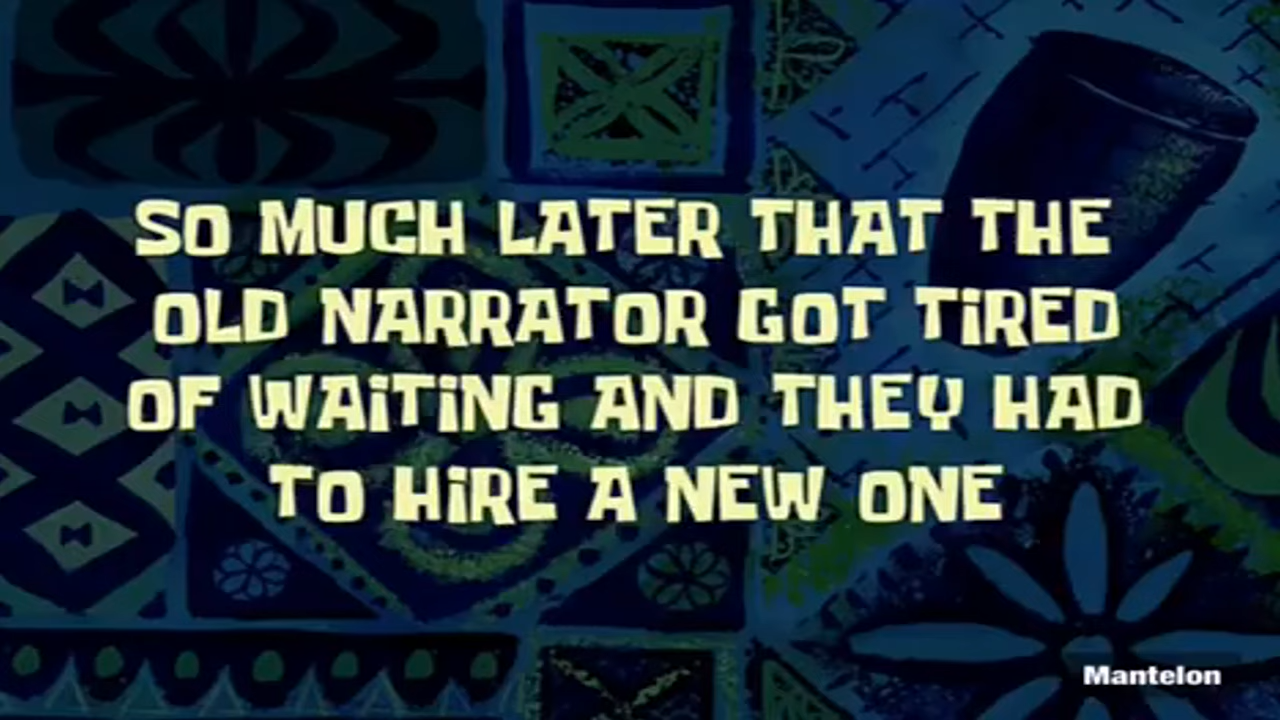 SO MUCH LATER THAT THE
OLD NARRATOR GOT TiRED
OF WAiTiNG AND THEY HAD
TO HiRE A NEW ONE
Mantelon